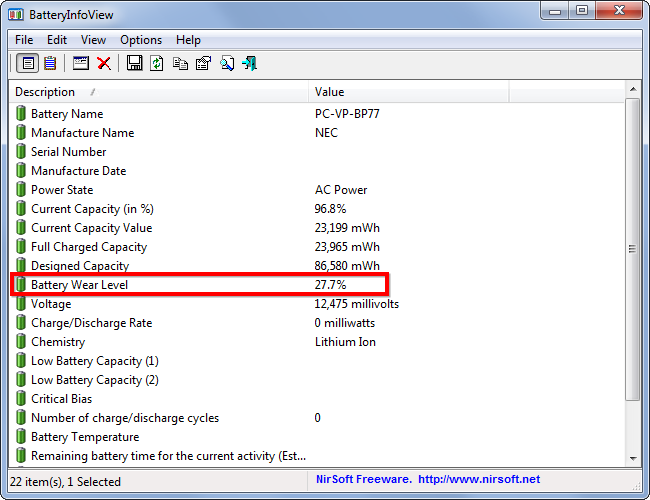 BatteryInfoView
File Edit View Options Help
Description / Value
Battery Name PC-VP-BP77
Manufacture Name NEC
Serial Number
Manufacture Date
Power State AC Power
Current Capacity (in %) 96.8%
Current Capacity Value 23,199 mWh
Full Charged Capacity 23,965 mWh
Designed Capacity 86,580 mWh
Battery Wear Level 27.7%
Voltage 12,475 millivolts
Charge/Discharge Rate 0 milliwatts
Chemistry Lithium Ion
Low Battery Capacity (1)
Low Battery Capacity (2)
Critical Bias
Number of charge/discharge cycles 0
Battery Temperature
Remaining battery time for the current activity (Est...
22 item(s), 1 Selected NirSoft Freeware. http://www.nirsoft.net